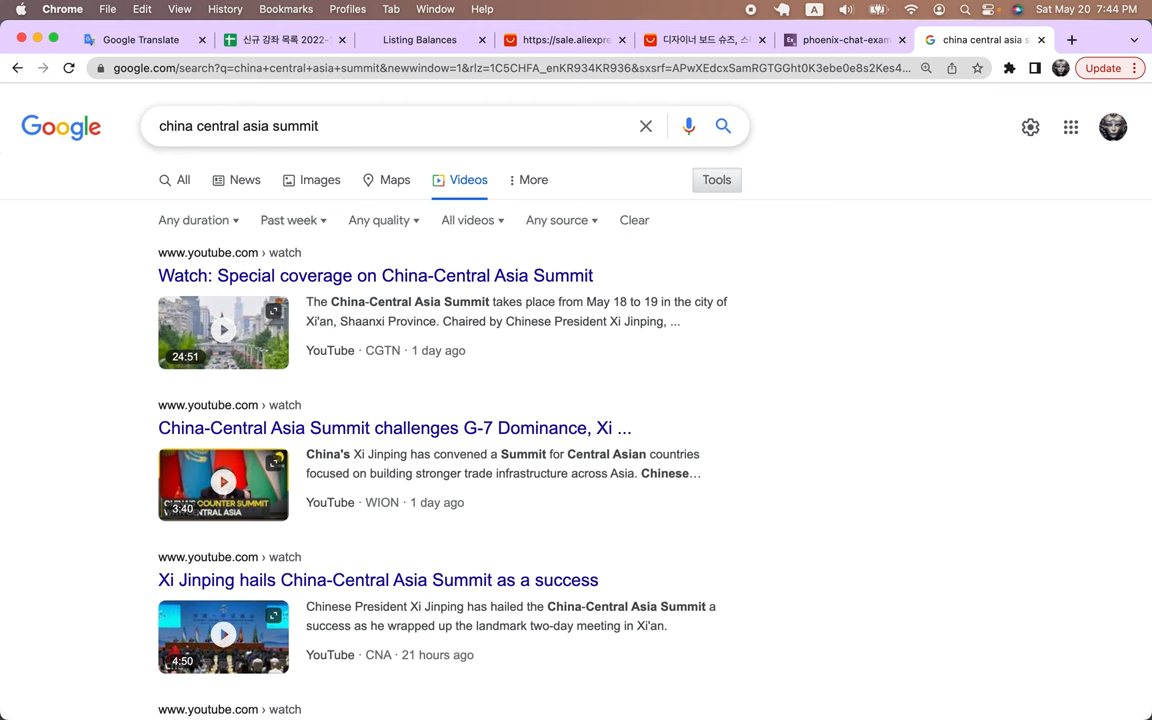 Chrome File Edit View History Bookmarks Profiles Tab Window Help A Sat May 20 7:44 PM
Google Translate 신규 강좌 목록 2022- Listing Balances https://sale.aliexpre 디자이너 보드 슈즈, 스 Ex phoenix-chat-exam china central asia s
google.com/search?q=china+central+asia+summit&newwindow=1&rlz=1C5CHFA_enKR934KR936&sxsrf=APwXEdcxSamRGTGGht0K3ebe0e8s2Kes4... Update
Google china central asia summit
All News Images Maps Videos More Tools
Any duration Past week Any quality All videos Any source Clear
www.youtube.com › watch
Watch: Special coverage on China-Central Asia Summit
The China-Central Asia Summit takes place from May 18 to 19 in the city of
Xi'an, Shaanxi Province. Chaired by Chinese President Xi Jinping, ...
24:51
YouTube · CGTN · 1 day ago
www.youtube.com › watch
China-Central Asia Summit challenges G-7 Dominance, Xi ...
China's Xi Jinping has convened a Summit for Central Asian countries
focused on building stronger trade infrastructure across Asia. Chinese...
COUNTER SUMMIT
CENTRAL ASIA
3:40
YouTube · WION · 1 day ago
www.youtube.com › watch
Xi Jinping hails China-Central Asia Summit as a success
Chinese President Xi Jinping has hailed the China-Central Asia Summit a
success as he wrapped up the landmark two-day meeting in Xi'an.
4:50
YouTube · CNA · 21 hours ago
www.youtube.com › watch